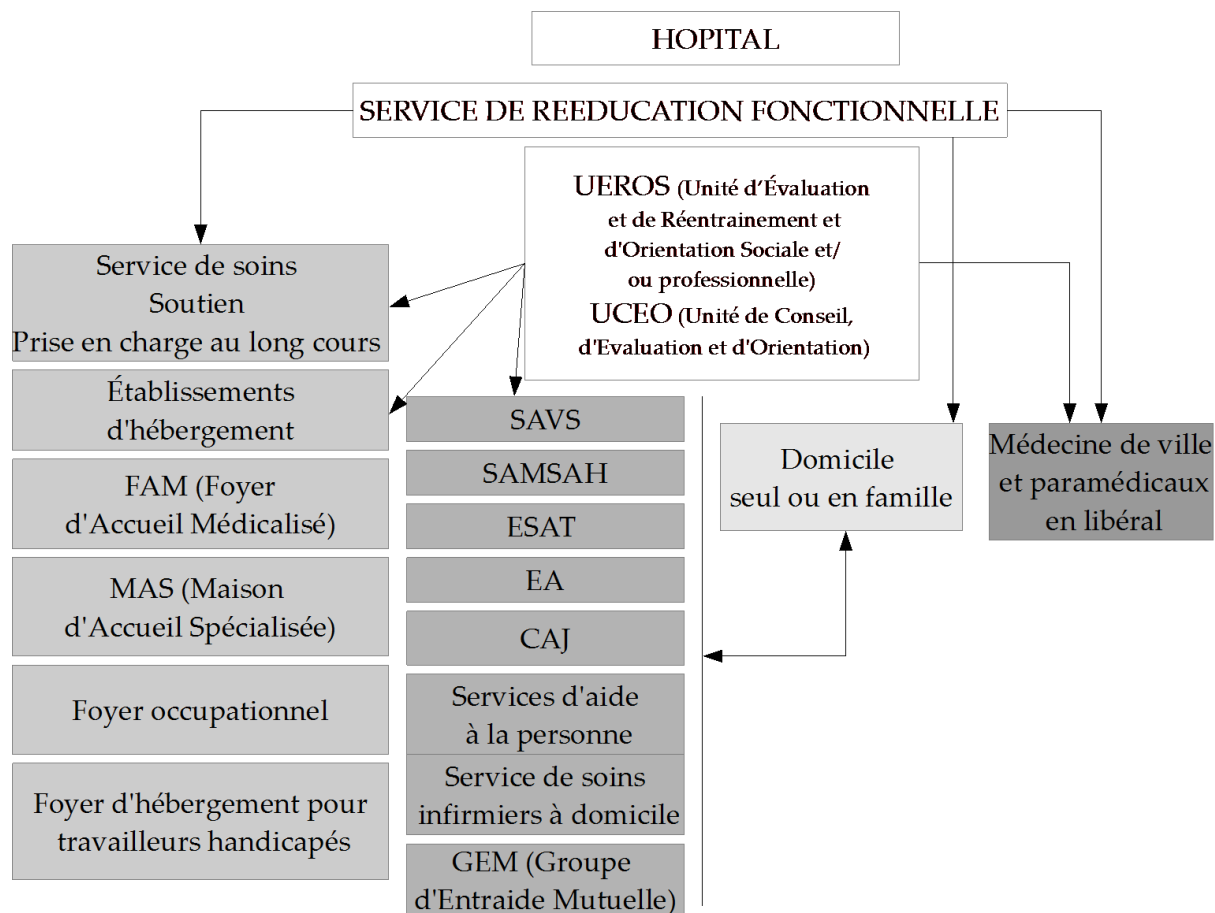 HOPITAL
SERVICE DE REEDUCATION FONCTIONNELLE
UEROS (Unité d'Évaluation
et de Réentrainement et
d'Orientation Sociale et/
ou professionnelle)
UCEO (Unité de Conseil,
d'Evaluation et d'Orientation)
Service de soins
Soutien
Prise en charge au long cours
Établissements
d'hébergement
FAM (Foyer
d'Accueil Médicalisé)
MAS (Maison
d'Accueil Spécialisée)
Foyer occupationnel
Foyer d'hébergement pour
travailleurs handicapés
SAVS
SAMSAH
ESAT
EA
CAJ
Services d'aide
à la personne
Service de soins
infirmiers à domicile
GEM (Groupe
d'Entraide Mutuelle)
Domicile
seul ou en famille
Médecine de ville
et paramédicaux
en libéral